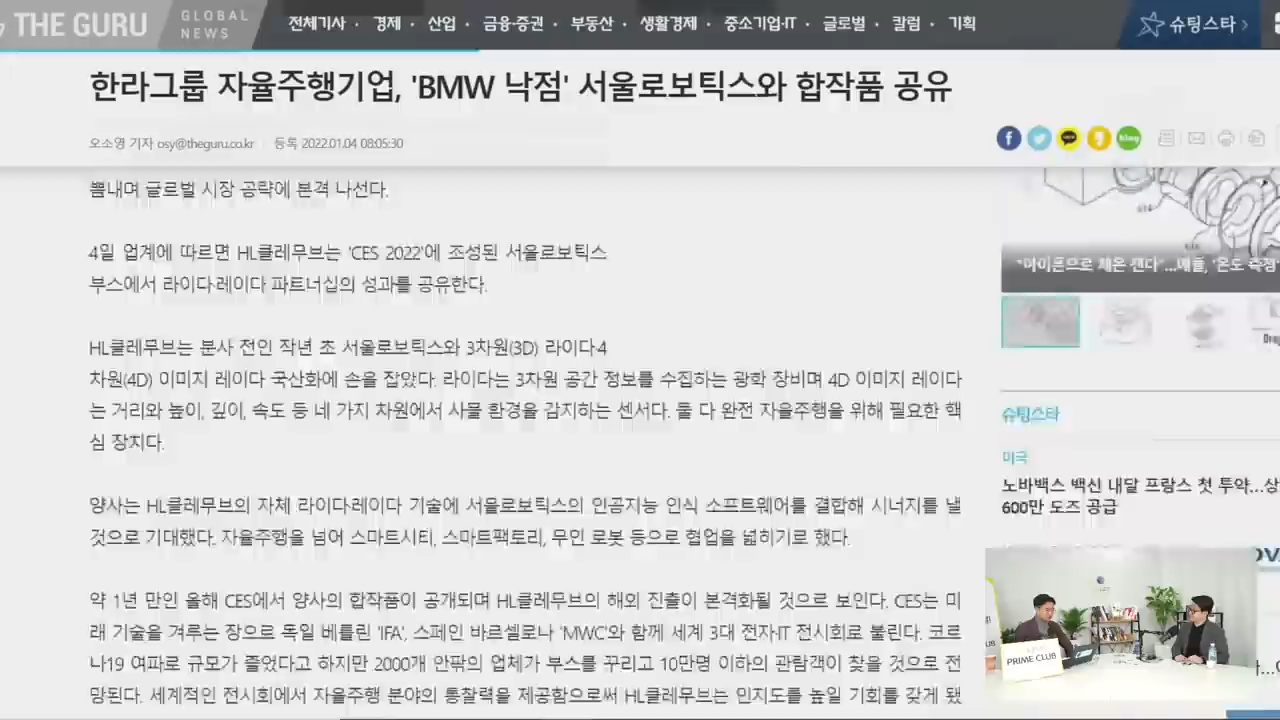 THE GURU
GLOBAL
NEWS
전체기사 · 경제 · 산업 · 금융·증권 · 부동산 · 생활경제 · 중소기업·IT · 글로벌 · 칼럼 · 기획
슈팅스타
한라그룹 자율주행기업, 'BMW 낙점' 서울로보틱스와 합작품 공유
오소영 기자 osy@theguru.co.kr 등록 2022.01.04 08:05:30
blog
뽐내며 글로벌 시장 공략에 본격 나선다.
4일 업계에 따르면 HL클레무브는 'CES 2022'에 조성된 서울로보틱스
부스에서 라이다·레이다 파트너십의 성과를 공유한다.
HL클레무브는 분사 전인 작년 초 서울로보틱스와 3차원(3D) 라이다·4
차원(4D) 이미지 레이다 국산화에 손을 잡았다. 라이다는 3차원 공간 정보를 수집하는 광학 장비며 4D 이미지 레이다
는 거리와 높이, 깊이, 속도 등 네 가지 차원에서 사물 환경을 감지하는 센서다. 둘 다 완전 자율주행을 위해 필요한 핵
심 장치다.
양사는 HL클레무브의 자체 라이다·레이다 기술에 서울로보틱스의 인공지능 인식 소프트웨어를 결합해 시너지를 낼
것으로 기대했다. 자율주행을 넘어 스마트시티, 스마트팩토리, 무인 로봇 등으로 협업을 넓히기로 했다.
약 1년 만인 올해 CES에서 양사의 합작품이 공개되며 HL클레무브의 해외 진출이 본격화될 것으로 보인다. CES는 미
래 기술을 겨루는 장으로 독일 베를린 'IFA', 스페인 바르셀로나 'MWC'와 함께 세계 3대 전자·IT 전시회로 불린다. 코로
나19 여파로 규모가 줄었다고 하지만 2000개 안팎의 업체가 부스를 꾸리고 10만명 이하의 관람객이 찾을 것으로 전
망된다. 세계적인 전시회에서 자율주행 분야의 통찰력을 제공함으로써 HL클레무브는 인지도를 높일 기회를 갖게 됐
"아이폰으로 체온 잰다"...애플, '온도 측정'
슈팅스타
미국
노바백스 백신 내달 프랑스 첫 투약...상
600만 도즈 공급
PRIME CLUB